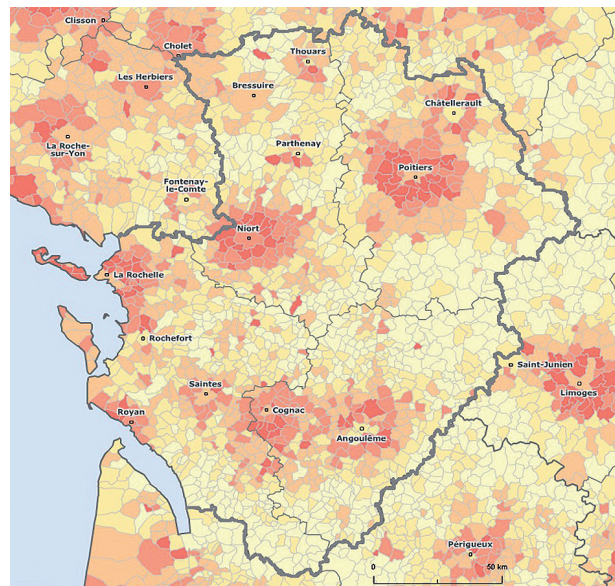 Clisson
Cholet
Thouars
Les Herbiers
Bressuire
Châtellerault
La Roche-
sur-Yon
Parthenay
Poitiers
Fontenay-
le-Comte
Niort
La Rochelle
Rochefort
Saint-Junien
Limoges
Saintes
Royan
Cognac
Angoulême
Périgueux
0 50 km